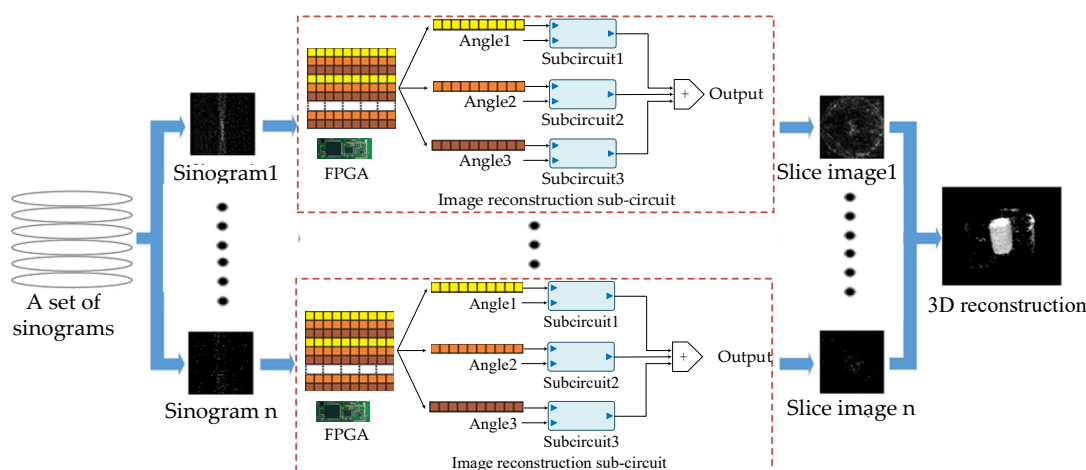 A set of
sinograms
Sinogram1
Sinogram n
FPGA
Angle1
Subcircuit1
Angle2
Subcircuit2
Angle3
Subcircuit3
+
Output
Image reconstruction sub-circuit
FPGA
Angle1
Subcircuit1
Angle2
Subcircuit2
Angle3
Subcircuit3
+
Output
Image reconstruction sub-circuit
Slice image1
Slice image n
3D reconstruction